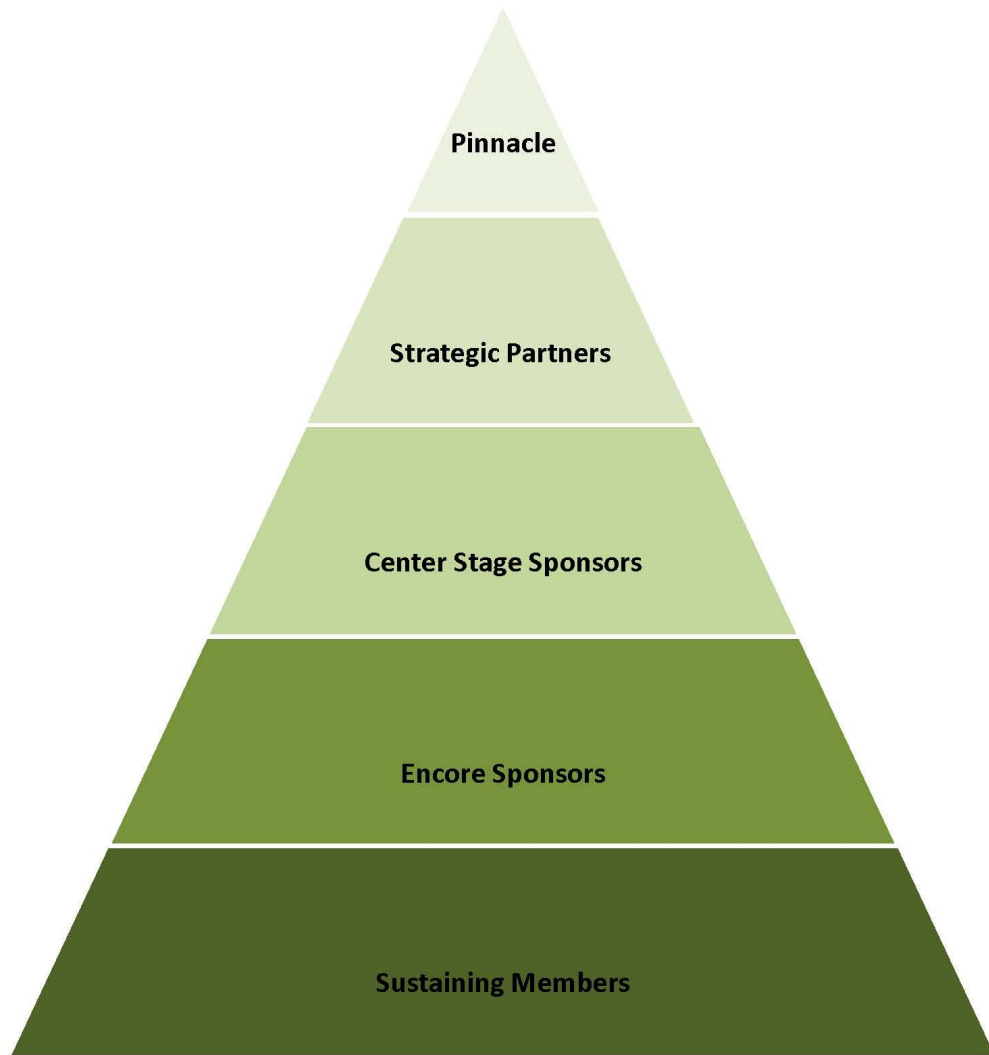 Pinnacle
Strategic Partners
Center Stage Sponsors
Encore Sponsors
Sustaining Members